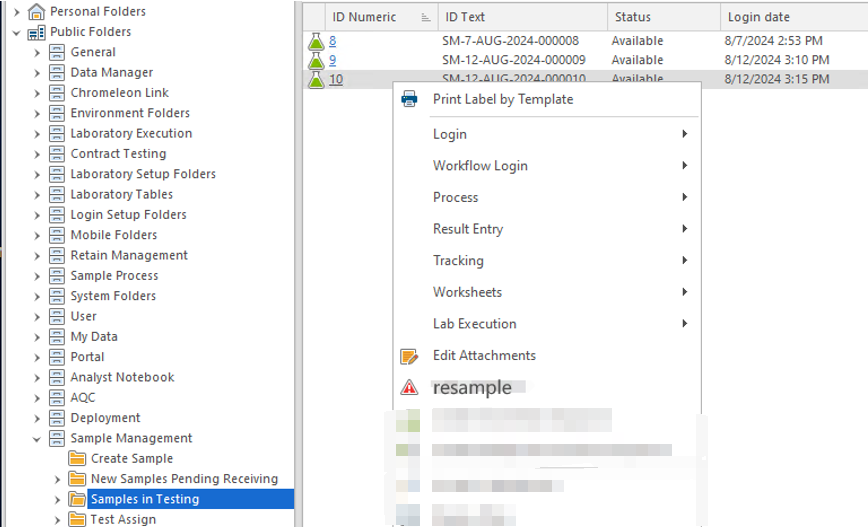 Personal Folders
Public Folders
General
Data Manager
Chromeleon Link
Environment Folders
Laboratory Execution
Contract Testing
Laboratory Setup Folders
Laboratory Tables
Login Setup Folders
Mobile Folders
Retain Management
Sample Process
System Folders
User
My Data
Portal
Analyst Notebook
AQC
Deployment
Sample Management
Create Sample
New Samples Pending Receiving
Samples in Testing
Test Assign
ID Numeric ID Text Status Login date
8 SM-7-AUG-2024-000008 Available 8/7/2024 2:53 PM
9 SM-12-AUG-2024-000009 Available 8/12/2024 3:10 PM
10 SM-12-AUG-2024-000010 Available 8/12/2024 3:15 PM
Print Label by Template
Login
Workflow Login
Process
Result Entry
Tracking
Worksheets
Lab Execution
Edit Attachments
resample